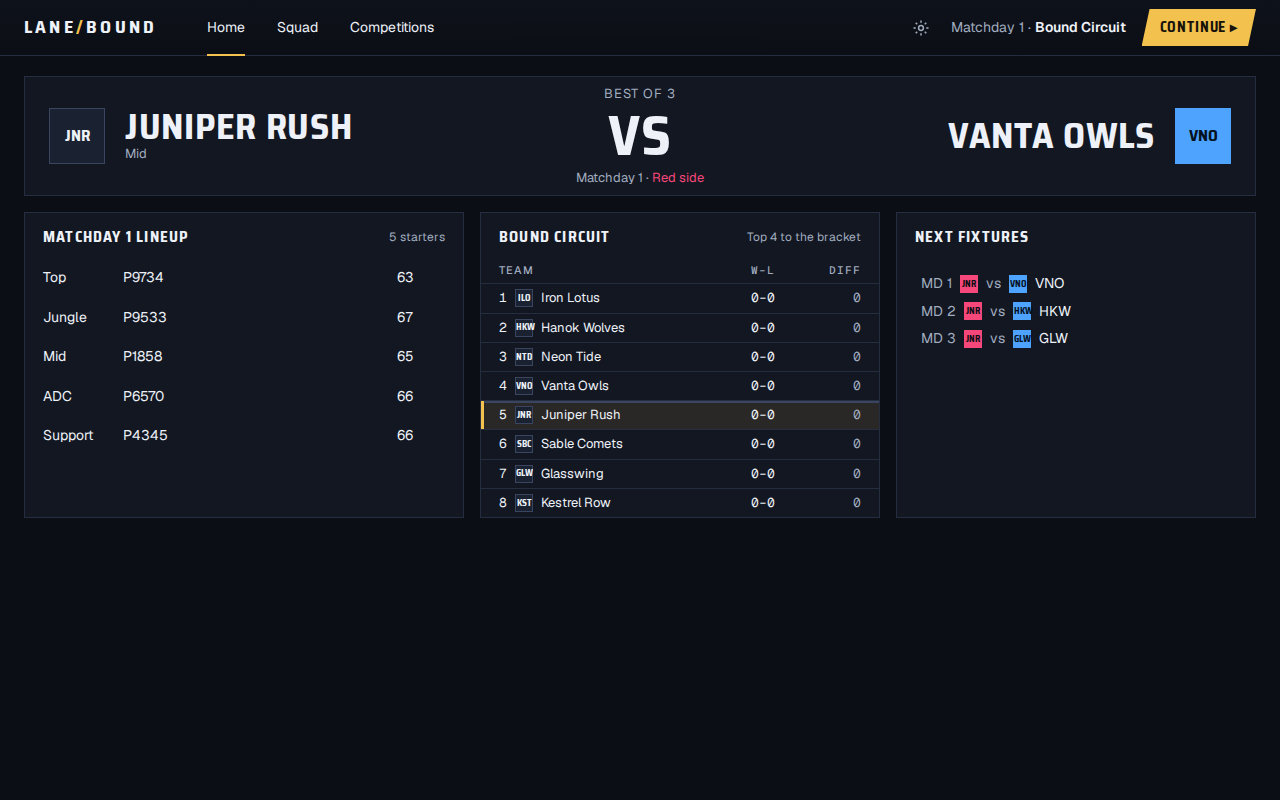 LANE/BOUND Home Squad Competitions Matchday 1 · Bound Circuit CONTINUE ▸
JNR JUNIPER RUSH
Mid
BEST OF 3
VS
Matchday 1 · Red side
VANTA OWLS VNO
MATCHDAY 1 LINEUP 5 starters
Top P9734 63
Jungle P9533 67
Mid P1858 65
ADC P6570 66
Support P4345 66
BOUND CIRCUIT Top 4 to the bracket
TEAM W-L DIFF
1 ILO Iron Lotus 0-0 0
2 HKW Hanok Wolves 0-0 0
3 NTD Neon Tide 0-0 0
4 VNO Vanta Owls 0-0 0
5 JNR Juniper Rush 0-0 0
6 SBC Sable Comets 0-0 0
7 GLW Glasswing 0-0 0
8 KST Kestrel Row 0-0 0
NEXT FIXTURES
MD 1 JNR vs VNO VNO
MD 2 JNR vs HKW HKW
MD 3 JNR vs GLW GLW